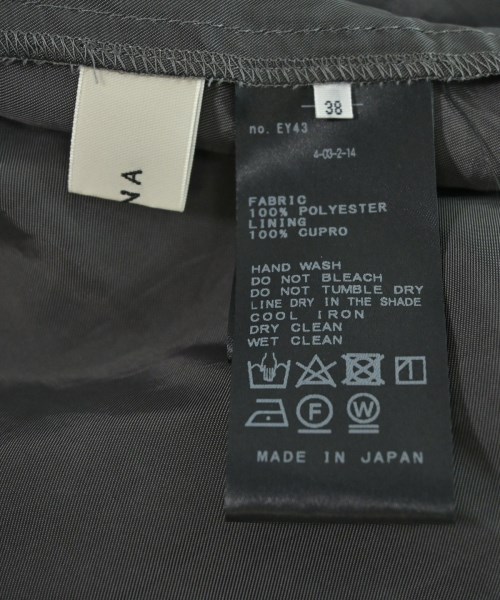 38
no. EY43
4-03-2-14
FABRIC
100% POLYESTER
LINING
100% CUPRO
HAND WASH
DO NOT BLEACH
DO NOT TUMBLE DRY
LINE DRY IN THE SHADE
COOL IRON
DRY CLEAN
WET CLEAN
F W
MADE IN JAPAN
NA